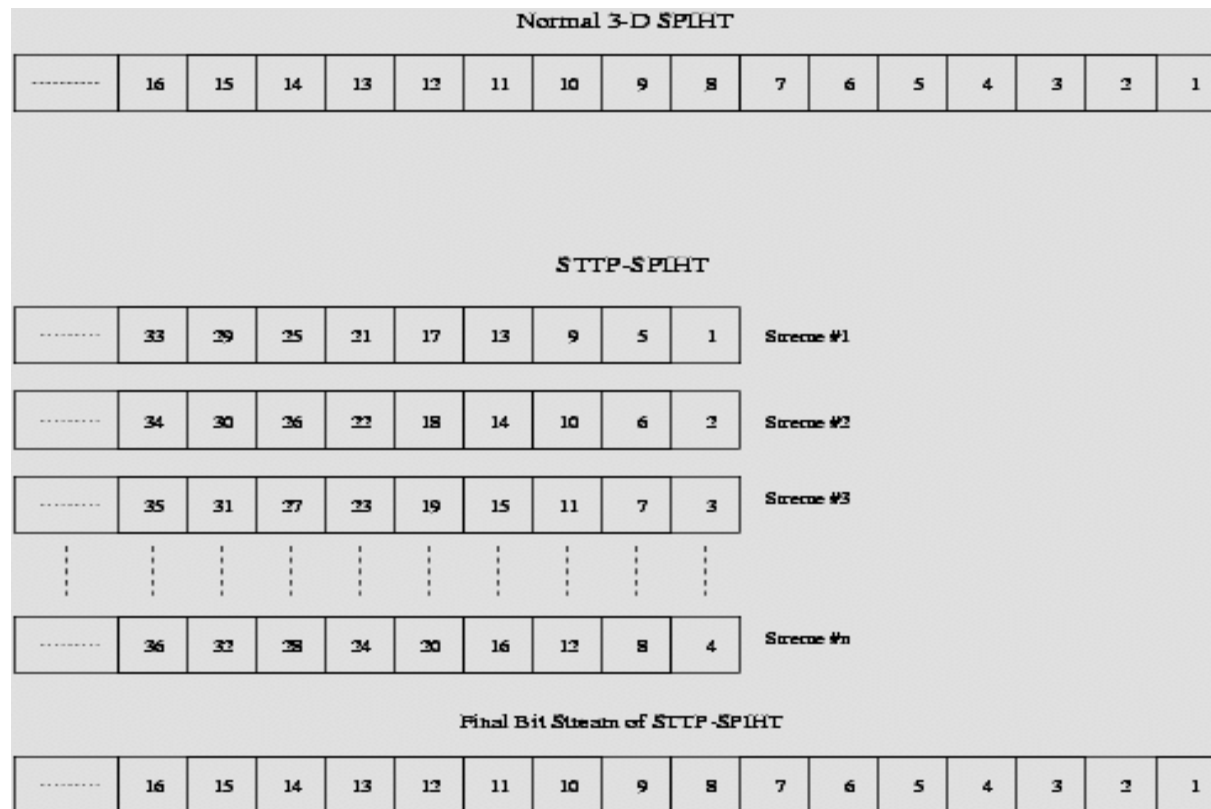 Normal 3-D SPIHT
16 15 14 13 12 11 10 9 8 7 6 5 4 3 2 1
STTP-SPIHT
33 29 25 21 17 13 9 5 1 Streme #1
34 30 26 22 18 14 10 6 2 Streme #2
35 31 27 23 19 15 11 7 3 Streme #3
36 32 28 24 20 16 12 8 4 Streme #n
Final Bit Stream of STTP-SPIHT
16 15 14 13 12 11 10 9 8 7 6 5 4 3 2 1